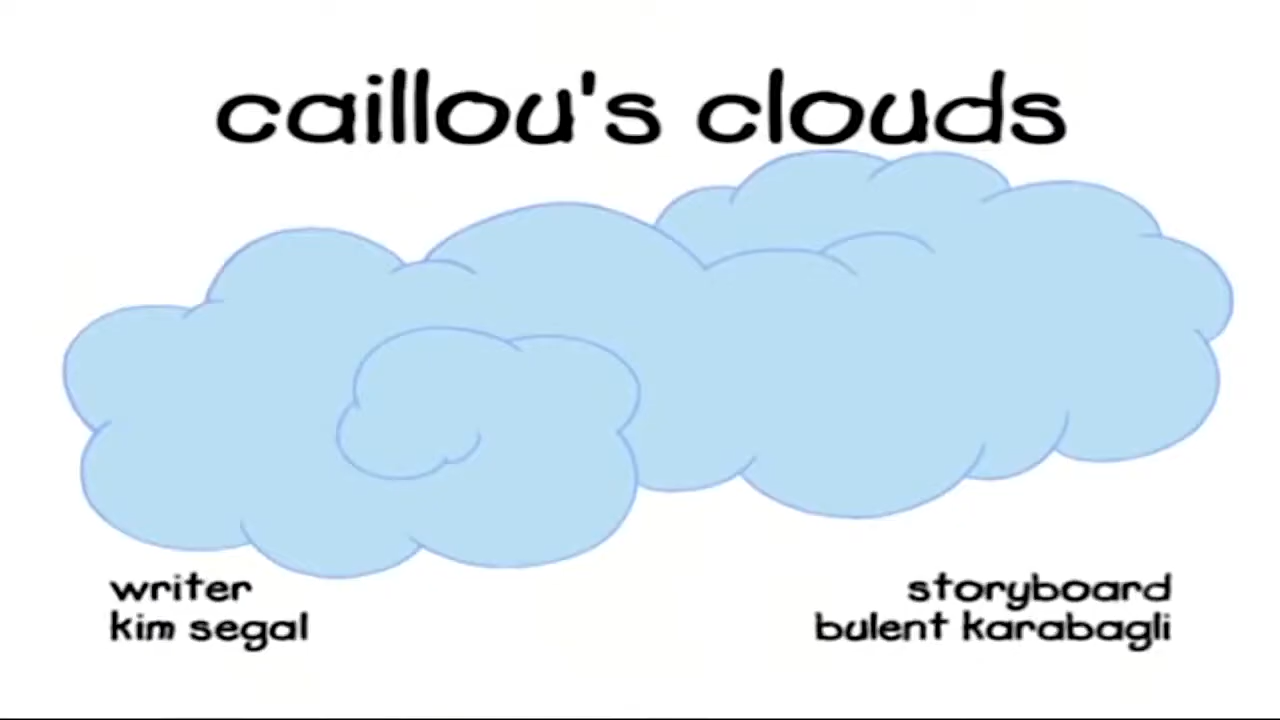 caillou's clouds
writer
kim segal
storyboard
bulent karabagli